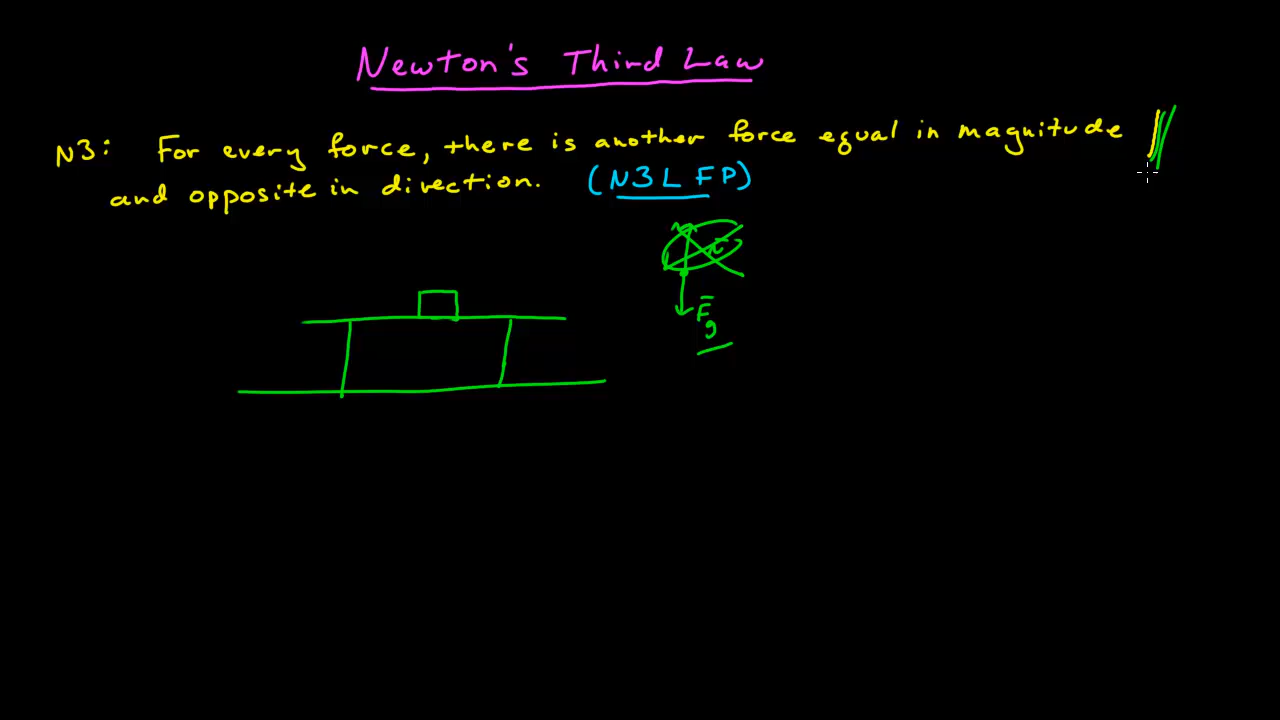 Newton's Third Law
N3: For every force, there is another force equal in magnitude
and opposite in direction. (N3L FP)
Fg